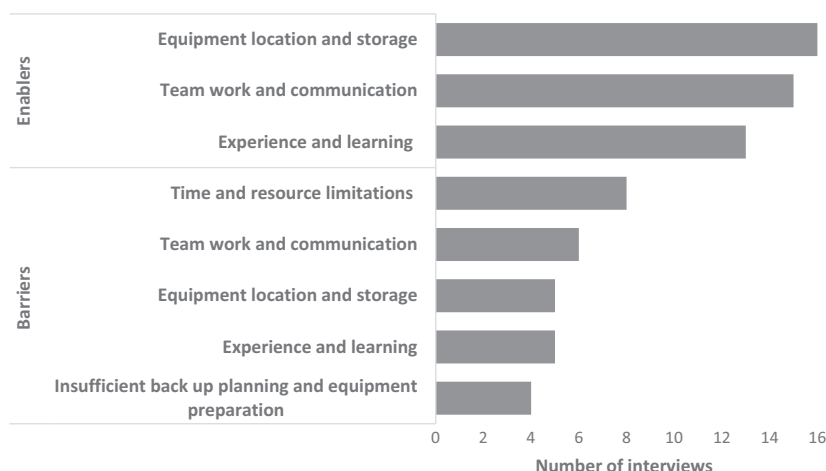 Enablers
Equipment location and storage
Team work and communication
Experience and learning
Barriers
Time and resource limitations
Team work and communication
Equipment location and storage
Experience and learning
Insufficient back up planning and equipment
preparation
0 2 4 6 8 10 12 14 16
Number of interviews